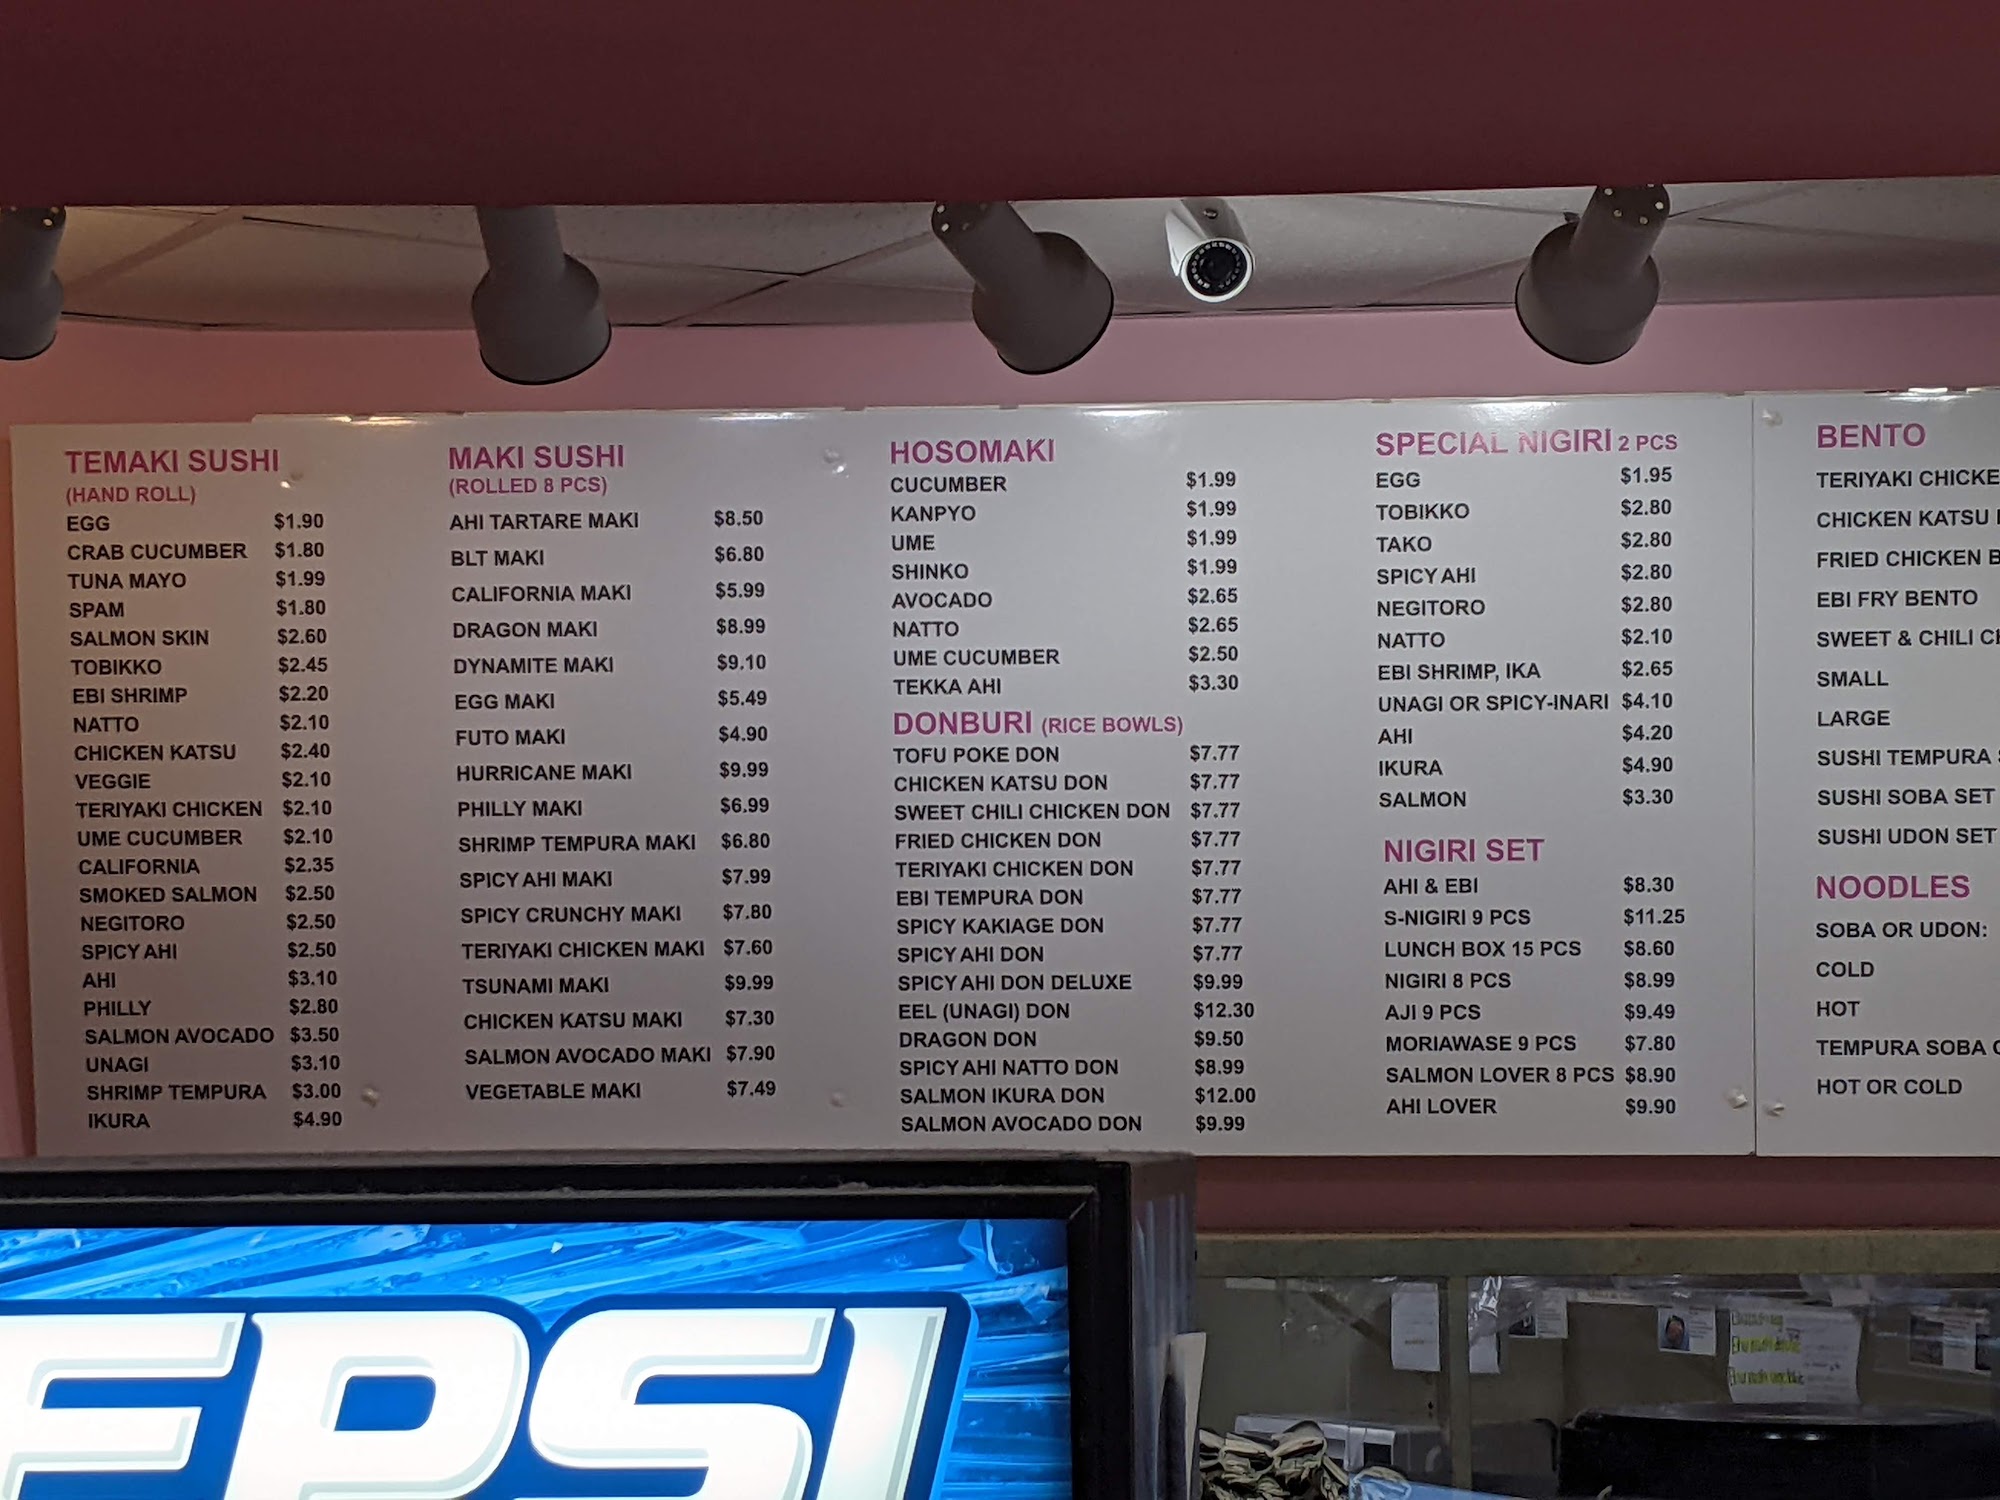 TEMAKI SUSHI
(HAND ROLL)
EGG $1.90
CRAB CUCUMBER $1.80
TUNA MAYO $1.99
SPAM $1.80
SALMON SKIN $2.60
TOBIKKO $2.45
EBI SHRIMP $2.20
NATTO $2.10
CHICKEN KATSU $2.40
VEGGIE $2.10
TERIYAKI CHICKEN $2.10
UME CUCUMBER $2.10
CALIFORNIA $2.35
SMOKED SALMON $2.50
NEGITORO $2.50
SPICY AHI $2.50
AHI $3.10
PHILLY $2.80
SALMON AVOCADO $3.50
UNAGI $3.10
SHRIMP TEMPURA $3.00
IKURA $4.90
MAKI SUSHI
(ROLLED 8 PCS)
AHI TARTARE MAKI $8.50
BLT MAKI $6.80
CALIFORNIA MAKI $5.99
DRAGON MAKI $8.99
DYNAMITE MAKI $9.10
EGG MAKI $5.49
FUTO MAKI $4.90
HURRICANE MAKI $9.99
PHILLY MAKI $6.99
SHRIMP TEMPURA MAKI $6.80
SPICY AHI MAKI $7.99
SPICY CRUNCHY MAKI $7.80
TERIYAKI CHICKEN MAKI $7.60
TSUNAMI MAKI $9.99
CHICKEN KATSU MAKI $7.30
SALMON AVOCADO MAKI $7.90
VEGETABLE MAKI $7.49
HOSOMAKI
CUCUMBER $1.99
KANPYO $1.99
UME $1.99
SHINKO $1.99
AVOCADO $2.65
NATTO $2.65
UME CUCUMBER $2.50
TEKKA AHI $3.30
DONBURI (RICE BOWLS)
TOFU POKE DON $7.77
CHICKEN KATSU DON $7.77
SWEET CHILI CHICKEN DON $7.77
FRIED CHICKEN DON $7.77
TERIYAKI CHICKEN DON $7.77
EBI TEMPURA DON $7.77
SPICY KAKIAGE DON $7.77
SPICY AHI DON $7.77
SPICY AHI DON DELUXE $9.99
EEL (UNAGI) DON $12.30
DRAGON DON $9.50
SPICY AHI NATTO DON $8.99
SALMON IKURA DON $12.00
SALMON AVOCADO DON $9.99
SPECIAL NIGIRI 2 PCS
EGG $1.95
TOBIKKO $2.80
TAKO $2.80
SPICY AHI $2.80
NEGITORO $2.80
NATTO $2.10
EBI SHRIMP, IKA $2.65
UNAGI OR SPICY-INARI $4.10
AHI $4.20
IKURA $4.90
SALMON $3.30
NIGIRI SET
AHI & EBI $8.30
S-NIGIRI 9 PCS $11.25
LUNCH BOX 15 PCS $8.60
NIGIRI 8 PCS $8.99
AJI 9 PCS $9.49
MORIAWASE 9 PCS $7.80
SALMON LOVER 8 PCS $8.90
AHI LOVER $9.90
BENTO
TERIYAKI CHICKE
CHICKEN KATSU
FRIED CHICKEN B
EBI FRY BENTO
SWEET & CHILI CH
SMALL
LARGE
SUSHI TEMPURA
SUSHI SOBA SET
SUSHI UDON SET
NOODLES
SOBA OR UDON:
COLD
HOT
TEMPURA SOBA
HOT OR COLD
EPSI